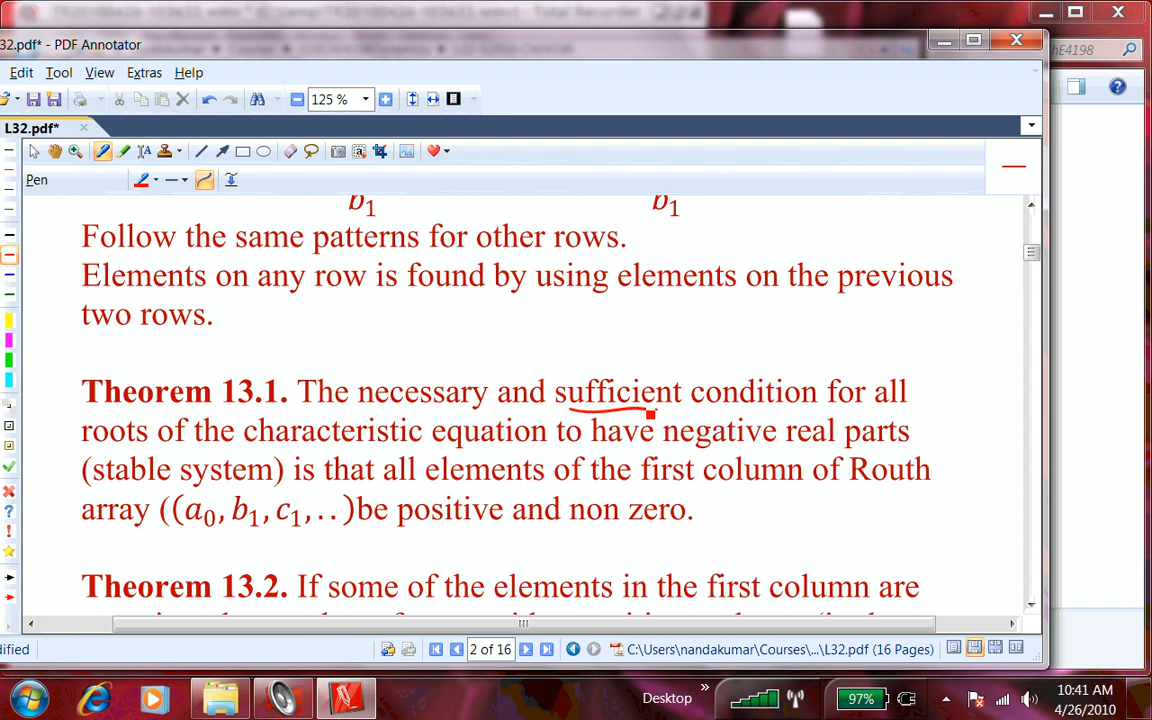 32.pdf* - PDF Annotator
hE4198
Edit Tool View Extras Help
125 %
L32.pdf*
Pen
b1 b1
Follow the same patterns for other rows.
Elements on any row is found by using elements on the previous
two rows.
Theorem 13.1. The necessary and sufficient condition for all
roots of the characteristic equation to have negative real parts
(stable system) is that all elements of the first column of Routh
array ((a0, b1, c1, . . )be positive and non zero.
Theorem 13.2. If some of the elements in the first column are
dified 2 of 16 C:\Users\nandakumar\Courses\...\L32.pdf (16 Pages)
Desktop » 97% 10:41 AM
4/26/2010